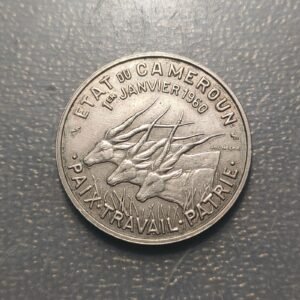 ETAT DU CAMEROUN
1ER JANVIER 1960
PAIX·TRAVAIL·PATRIE